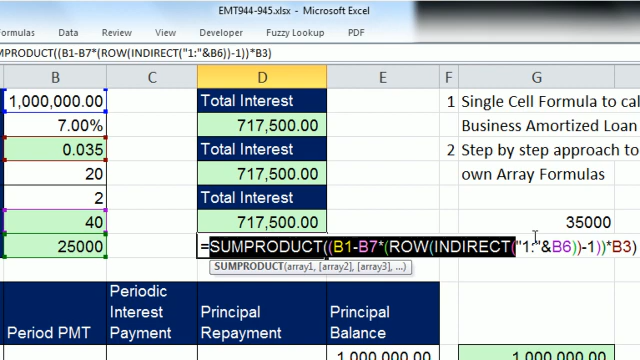 EMT944-945.xlsx - Microsoft Excel
Formulas Data Review View Developer Fuzzy Lookup PDF
MPRODUCT((B1-B7*(ROW(INDIRECT("1:"&B6))-1))*B3)
B C D E F G
1,000,000.00 Total Interest 1 Single Cell Formula to cal
7.00% 717,500.00 Business Amortized Loan
0.035 Total Interest 2 Step by step approach to
20 717,500.00 own Array Formulas
2 Total Interest
40 717,500.00 35000
25000 =SUMPRODUCT((B1-B7*(ROW(INDIRECT("1:"&B6))-1))*B3)
SUMPRODUCT(array1, [array2], [array3], ...)
Period PMT
Periodic
Interest
Payment
Principal
Repayment
Principal
Balance
1,000,000.00 1,000,000.00